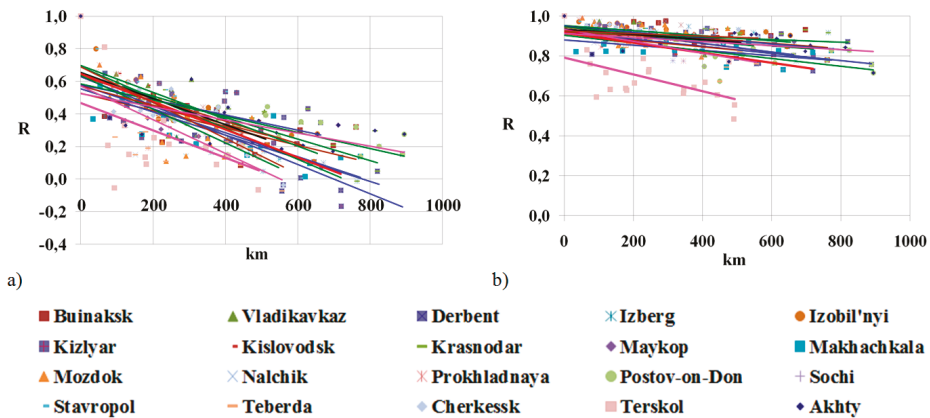 1,0
0,8
0,6
0,4
R
0,2
0,0
-0,2
-0,4
0
200
400
600
800
1000
km
a)
1,0
0,8
0,6
R
0,4
0,2
0,0
0
200
400
600
800
1000
km
b)
Buinaksk Vladikavkaz Derbent Izberg Izobil'nyi
Kizlyar Kislovodsk Krasnodar Maykop Makhachkala
Mozdok Nalchik Prokhladnaya Postov-on-Don Sochi
Stavropol Teberda Cherkessk Terskol Akhty